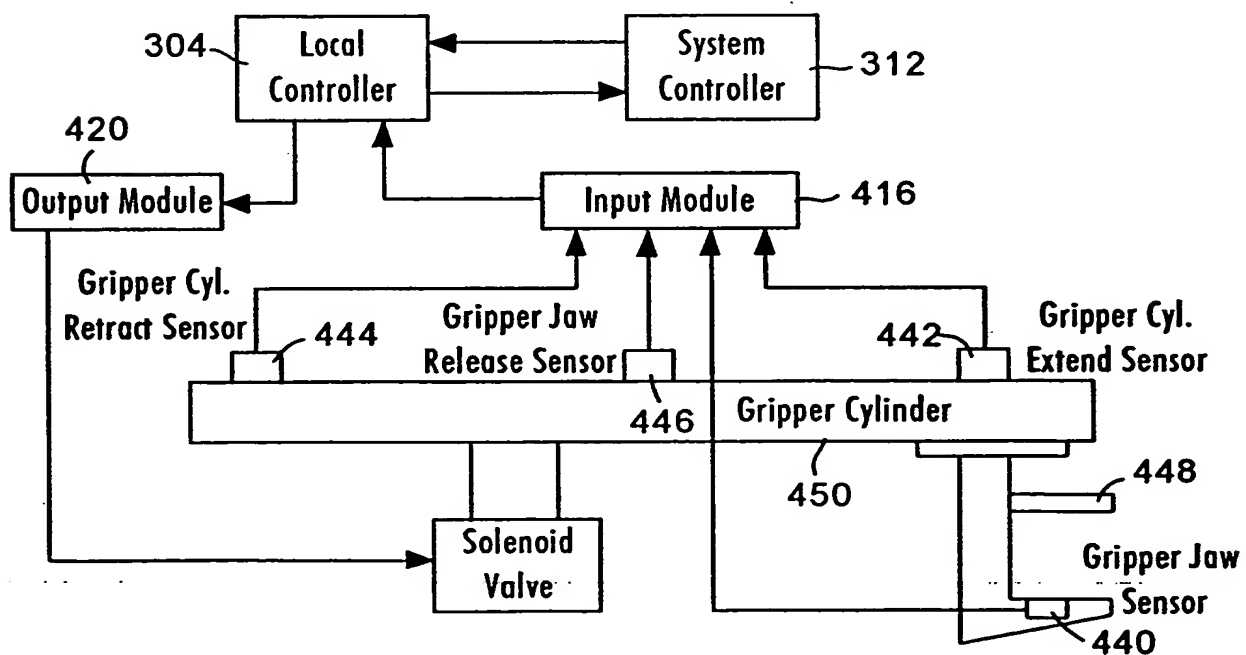 304
Local
Controller
System
Controller
312
420
Output Module
Input Module
416
Gripper Cyl.
Retract Sensor
444
Gripper Jaw
Release Sensor
446
442
Gripper Cyl.
Extend Sensor
Gripper Cylinder
450
448
Solenoid
Valve
Gripper Jaw
Sensor
440